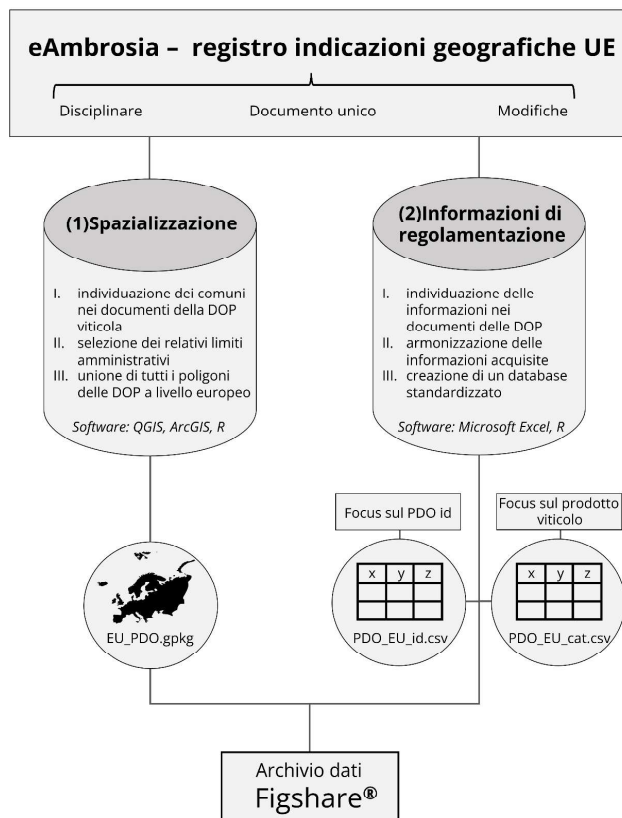 eAmbrosia – registro indicazioni geografiche UE
Disciplinare
Documento unico
Modifiche
(1)Spazializzazione
I. individuazione dei comuni
nei documenti della DOP
viticola
II. selezione dei relativi limiti
amministrativi
III. unione di tutti i poligoni
delle DOP a livello europeo
Software: QGIS, ArcGIS, R
(2)Informazioni di
regolamentazione
I. individuazione delle
informazioni nei
documenti delle DOP
II. armonizzazione delle
informazioni acquisite
III. creazione di un database
standardizzato
Software: Microsoft Excel, R
Focus sul PDO id
Focus sul prodotto
viticolo
EU_PDO.gpkg
x y z
PDO_EU_id.csv
x y z
PDO_EU_cat.csv
Archivio dati
Figshare®